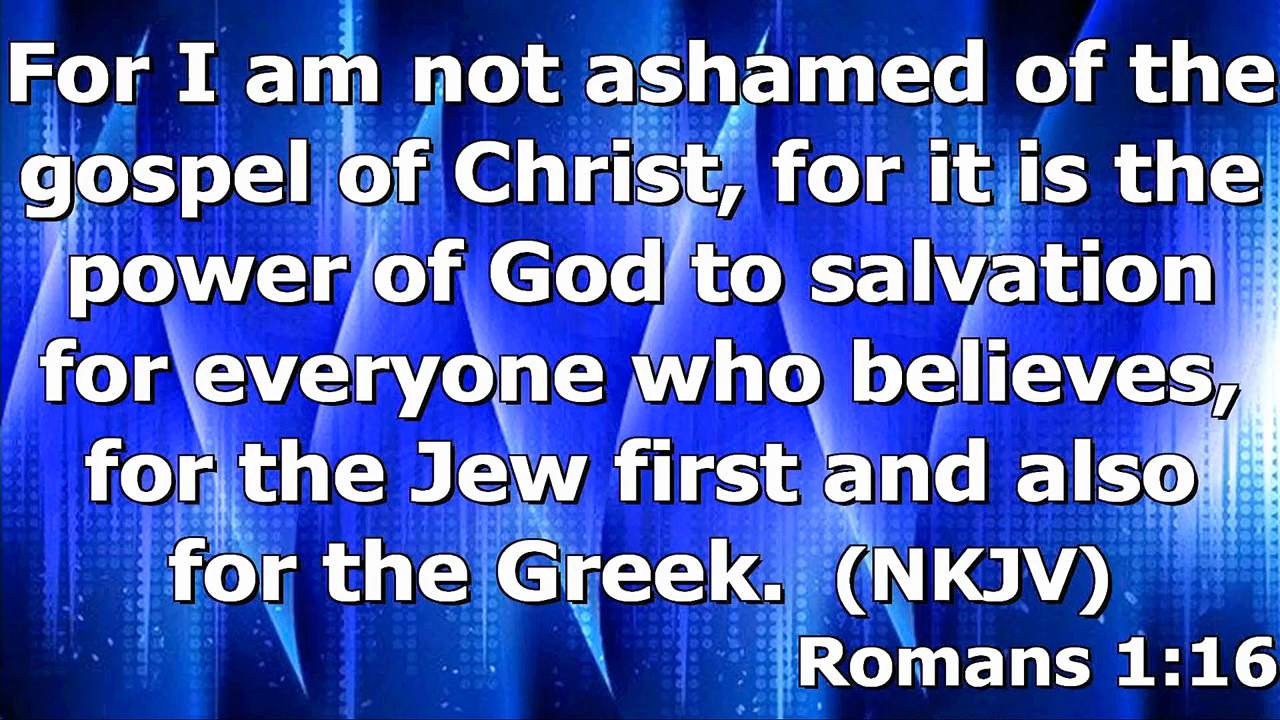 For I am not ashamed of the
gospel of Christ, for it is the
power of God to salvation
for everyone who believes,
for the Jew first and also
for the Greek.  (NKJV)
Romans 1:16